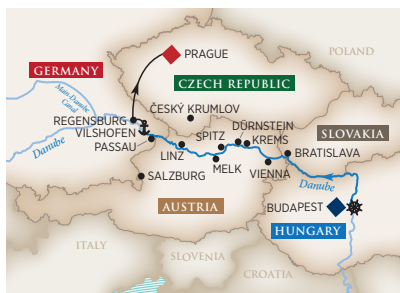 PRAGUE
POLAND
GERMANY
CZECH REPUBLIC
Main-Danube
Canal
ČESKÝ KRUMLOV
REGENSBURG
VILSHOFEN
PASSAU
Danube
DÜRNSTEIN
SPITZ
KREMS
SLOVAKIA
LINZ
MELK
BRATISLAVA
VIENNA
SALZBURG
Danube
AUSTRIA
BUDAPEST
HUNGARY
ITALY
SLOVENIA
CROATIA